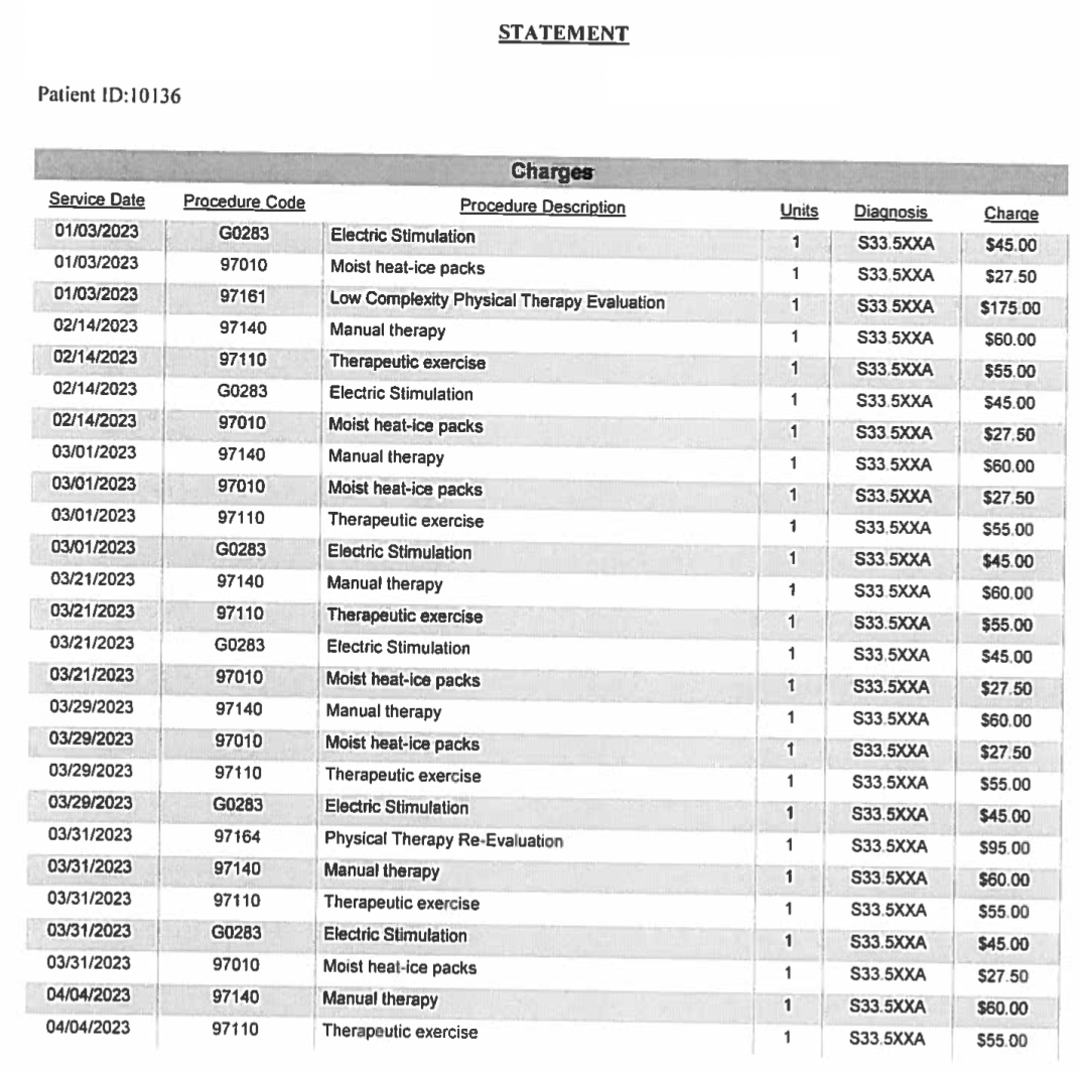 STATEMENT
Patient ID:10136
Charges
Service Date Procedure Code Procedure Description Units Diagnosis Charge
01/03/2023 G0283 Electric Stimulation 1 S33.5XXA $45.00
01/03/2023 97010 Moist heat-ice packs 1 S33.5XXA $27.50
01/03/2023 97161 Low Complexity Physical Therapy Evaluation 1 S33.5XXA $175.00
02/14/2023 97140 Manual therapy 1 S33.5XXA $60.00
02/14/2023 97110 Therapeutic exercise 1 S33.5XXA $55.00
02/14/2023 G0283 Electric Stimulation 1 S33.5XXA $45.00
02/14/2023 97010 Moist heat-ice packs 1 S33.5XXA $27.50
03/01/2023 97140 Manual therapy 1 S33.5XXA $60.00
03/01/2023 97010 Moist heat-ice packs 1 S33.5XXA $27.50
03/01/2023 97110 Therapeutic exercise 1 S33.5XXA $55.00
03/01/2023 G0283 Electric Stimulation 1 S33.5XXA $45.00
03/21/2023 97140 Manual therapy 1 S33.5XXA $60.00
03/21/2023 97110 Therapeutic exercise 1 S33.5XXA $55.00
03/21/2023 G0283 Electric Stimulation 1 S33.5XXA $45.00
03/21/2023 97010 Moist heat-ice packs 1 S33.5XXA $27.50
03/29/2023 97140 Manual therapy 1 S33.5XXA $60.00
03/29/2023 97010 Moist heat-ice packs 1 S33.5XXA $27.50
03/29/2023 97110 Therapeutic exercise 1 S33.5XXA $55.00
03/29/2023 G0283 Electric Stimulation 1 S33.5XXA $45.00
03/31/2023 97164 Physical Therapy Re-Evaluation 1 S33.5XXA $95.00
03/31/2023 97140 Manual therapy 1 S33.5XXA $60.00
03/31/2023 97110 Therapeutic exercise 1 S33.5XXA $55.00
03/31/2023 G0283 Electric Stimulation 1 S33.5XXA $45.00
03/31/2023 97010 Moist heat-ice packs 1 S33.5XXA $27.50
04/04/2023 97140 Manual therapy 1 S33.5XXA $60.00
04/04/2023 97110 Therapeutic exercise 1 S33.5XXA $55.00